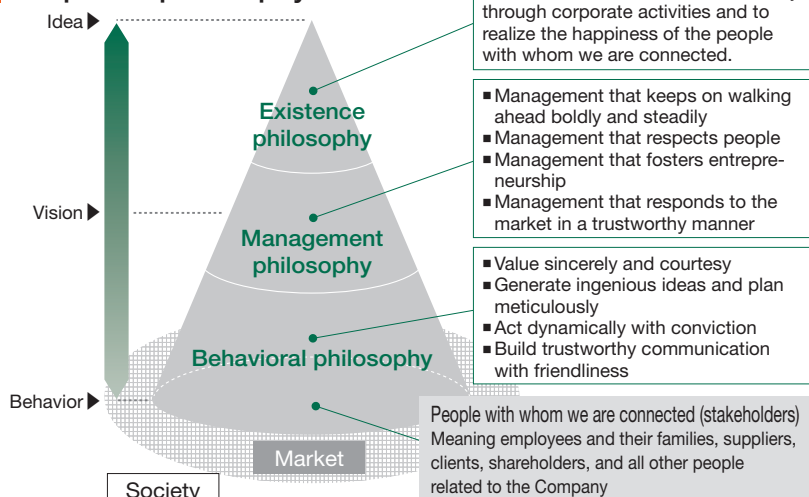 Idea ▶
through corporate activities and to
realize the happiness of the people
with whom we are connected.
Existence
philosophy
■ Management that keeps on walking
ahead boldly and steadily
■ Management that respects people
■ Management that fosters entrepre-
neurship
■ Management that responds to the
market in a trustworthy manner
Vision ▶
Management
philosophy
■ Value sincerely and courtesy
■ Generate ingenious ideas and plan
meticulously
■ Act dynamically with conviction
■ Build trustworthy communication
with friendliness
Behavioral philosophy
Behavior ▶
People with whom we are connected (stakeholders)
Meaning employees and their families, suppliers,
clients, shareholders, and all other people
related to the Company
Market
Society